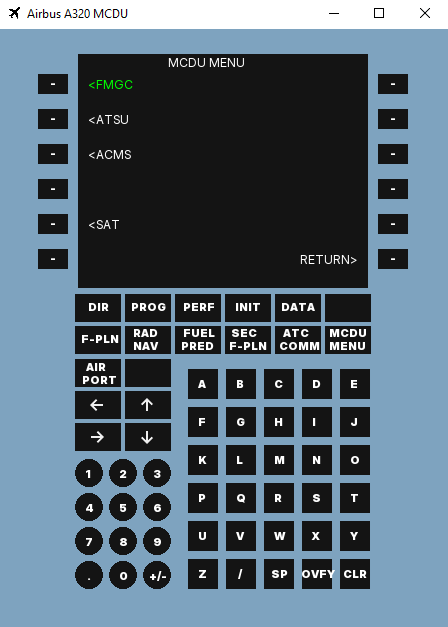 Airbus A320 MCDU
MCDU MENU
- <FMGC -
- <ATSU -
- <ACMS -
- -
- <SAT -
- RETURN> -
DIR PROG PERF INIT DATA
F-PLN RAD NAV FUEL PRED SEC F-PLN ATC COMM MCDU MENU
AIR PORT
← ↑
→ ↓
A B C D E
F G H I J
K L M N O
P Q R S T
U V W X Y
Z / SP OVFY CLR
1 2 3
4 5 6
7 8 9
. 0 +/-